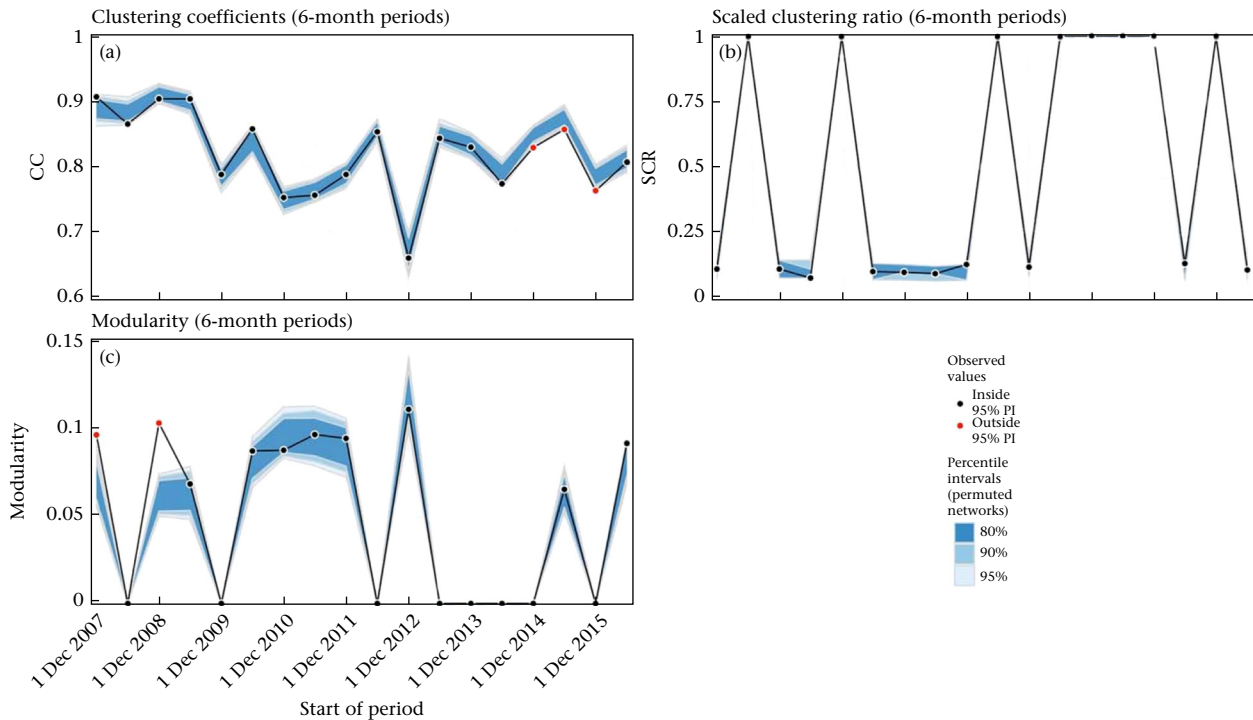 Clustering coefficients (6-month periods)
(a)
1
0.9
0.8
0.7
0.6
CC
Scaled clustering ratio (6-month periods)
(b)
1
0.75
0.5
0.25
0
SCR
Modularity (6-month periods)
(c)
0.15
0.1
0.05
0
Modularity
1 Dec 2007
1 Dec 2008
1 Dec 2009
1 Dec 2010
1 Dec 2011
1 Dec 2012
1 Dec 2013
1 Dec 2014
1 Dec 2015
Start of period
Observed
values
Inside
95% PI
Outside
95% PI
Percentile
intervals
(permuted
networks)
80%
90%
95%